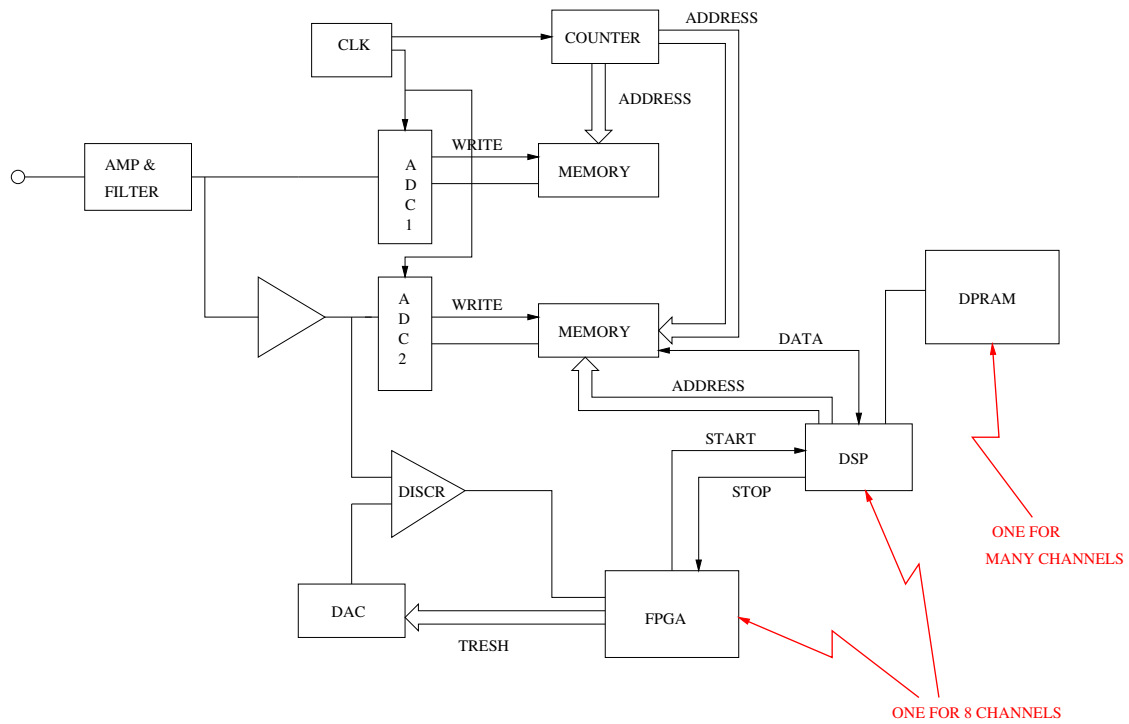 ADDRESS
CLK
COUNTER
ADDRESS
WRITE
AMP &
FILTER
A
D
C
1
MEMORY
DPRAM
A
D
C
2
WRITE
MEMORY
DATA
ADDRESS
START
DSP
STOP
DISCR
ONE FOR
MANY CHANNELS
DAC
FPGA
TRESH
ONE FOR 8 CHANNELS